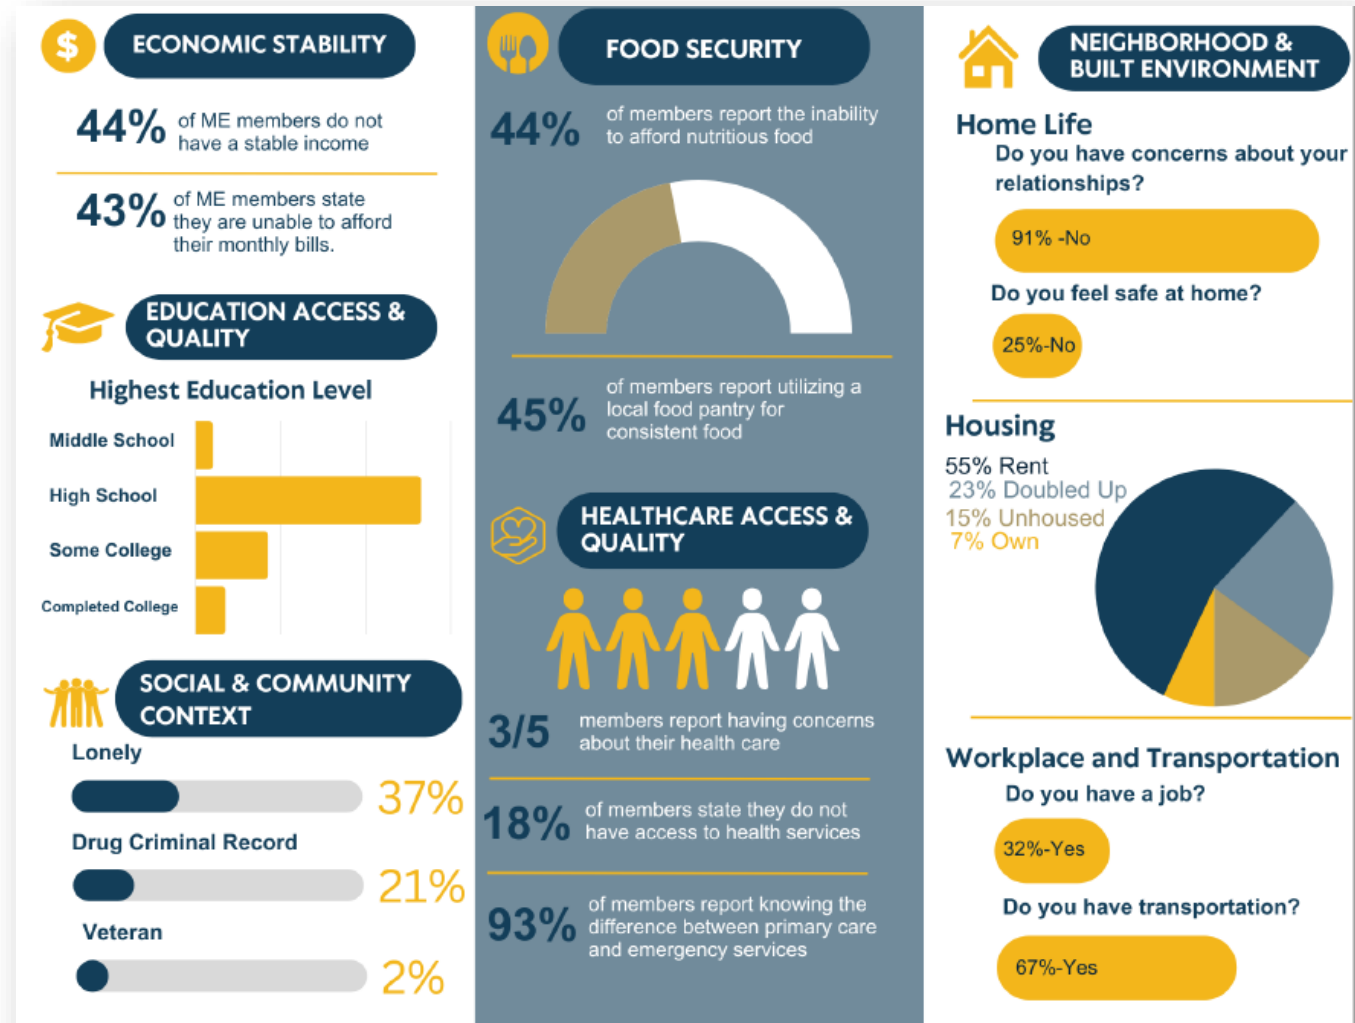 $
ECONOMIC STABILITY
44%
of ME members do not
have a stable income
43%
of ME members state
they are unable to afford
their monthly bills.
EDUCATION ACCESS &
QUALITY
Highest Education Level
Middle School
High School
Some College
Completed College
SOCIAL & COMMUNITY
CONTEXT
Lonely
37%
Drug Criminal Record
21%
Veteran
2%
FOOD SECURITY
44%
of members report the inability
to afford nutritious food
45%
of members report utilizing a
local food pantry for
consistent food
HEALTHCARE ACCESS &
QUALITY
3/5
members report having concerns
about their health care
18%
of members state they do not
have access to health services
93%
of members report knowing the
difference between primary care
and emergency services
NEIGHBORHOOD &
BUILT ENVIRONMENT
Home Life
Do you have concerns about your
relationships?
91% -No
Do you feel safe at home?
25%-No
Housing
55% Rent
23% Doubled Up
15% Unhoused
7% Own
Workplace and Transportation
Do you have a job?
32%-Yes
Do you have transportation?
67%-Yes